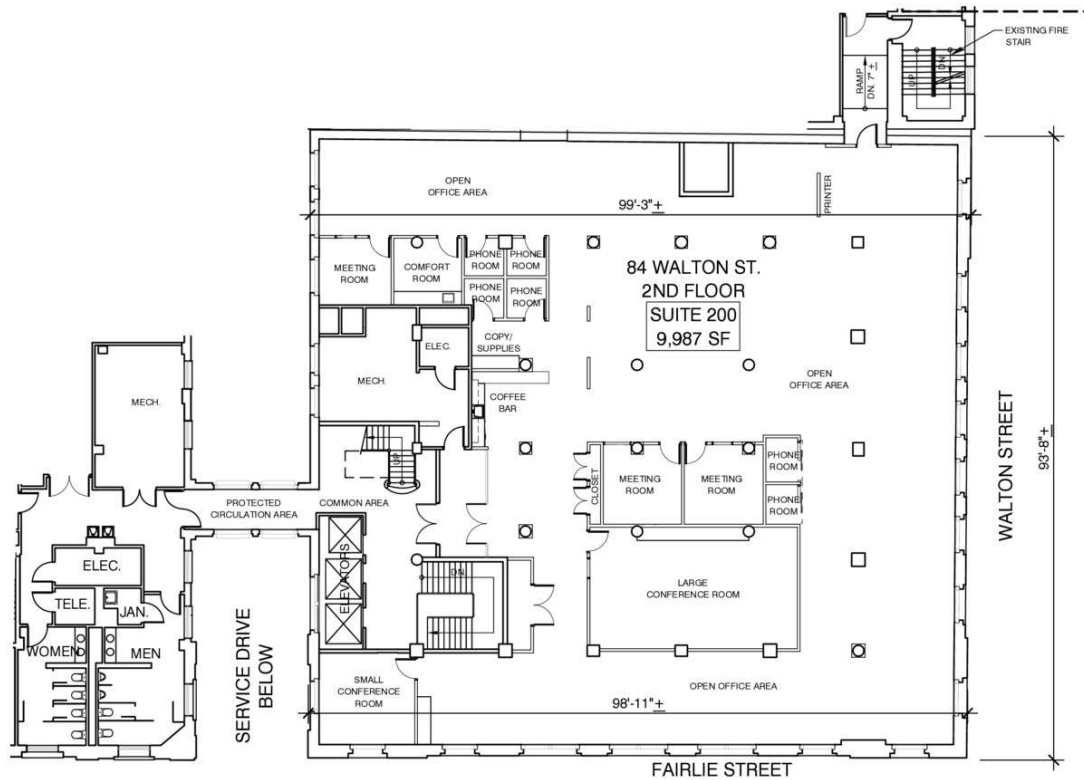 EXISTING FIRE
STAIR
UP
DN.
RAMP
DN. 7" +
OPEN
OFFICE AREA
PRINTER
99'-3"+
MEETING
ROOM
COMFORT
ROOM
PHONE
ROOM
PHONE
ROOM
PHONE
ROOM
PHONE
ROOM
84 WALTON ST.
2ND FLOOR
SUITE 200
9,987 SF
COPY/
SUPPLIES
ELEC.
MECH.
MECH.
OPEN
OFFICE AREA
COFFEE
BAR
WALTON STREET
93'-8"+
UP
CLOSET
MEETING
ROOM
MEETING
ROOM
PHONE
ROOM
PHONE
ROOM
PROTECTED
CIRCULATION AREA
COMMON AREA
ELEVATORS
DN.
ELEC.
TELE.
JAN.
LARGE
CONFERENCE ROOM
WOMEN
MEN
SERVICE DRIVE
BELOW
SMALL
CONFERENCE
ROOM
OPEN OFFICE AREA
98'-11"+
FAIRLIE STREET